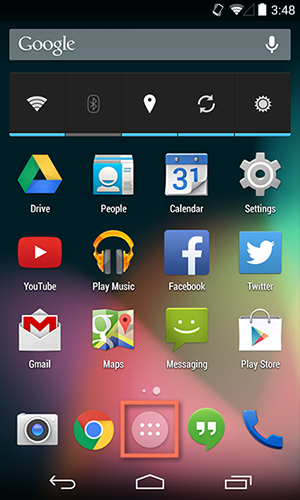 3:48
Google
Drive People Calendar Settings
31
YouTube Play Music Facebook Twitter
Gmail Maps Messaging Play Store